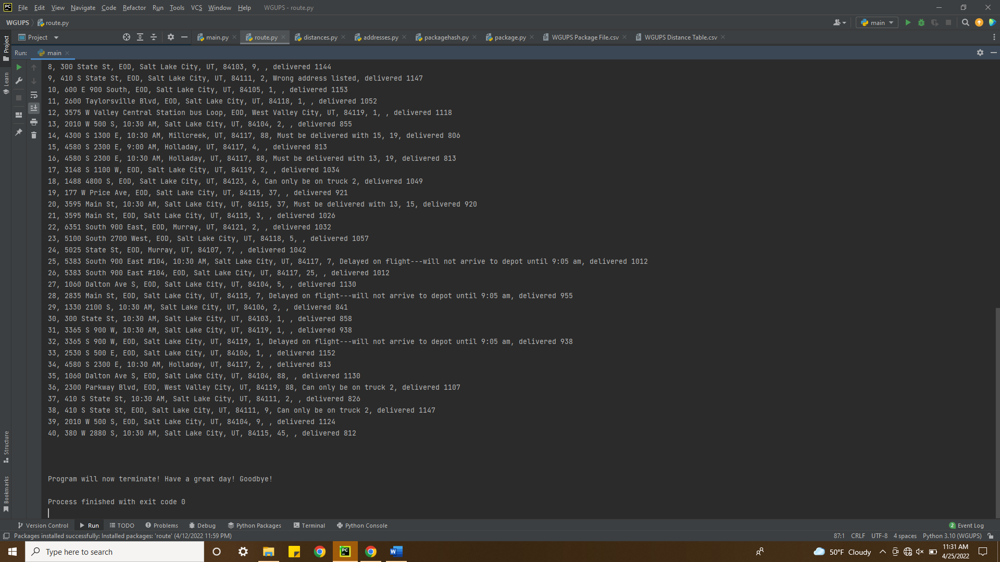 File Edit View Navigate Code Refactor Run Tools VCS Window Help WGUPS - route.py
WGUPS route.py main
Project main.py route.py distances.py addresses.py packagehash.py package.py WGUPS Package File.csv WGUPS Distance Table.csv
Run: main
8, 300 State St, EOD, Salt Lake City, UT, 84103, 9, , delivered 1144
9, 410 S State St, EOD, Salt Lake City, UT, 84111, 2, Wrong address listed, delivered 1147
10, 600 E 900 South, EOD, Salt Lake City, UT, 84105, 1, , delivered 1153
11, 2600 Taylorsville Blvd, EOD, Salt Lake City, UT, 84118, 1, , delivered 1052
12, 3575 W Valley Central Station bus Loop, EOD, West Valley City, UT, 84119, 1, , delivered 1118
13, 2010 W 500 S, 10:30 AM, Salt Lake City, UT, 84104, 2, , delivered 855
14, 4300 S 1300 E, 10:30 AM, Millcreek, UT, 84117, 88, Must be delivered with 15, 19, delivered 806
15, 4580 S 2300 E, 9:00 AM, Holladay, UT, 84117, 4, , delivered 813
16, 4580 S 2300 E, 10:30 AM, Holladay, UT, 84117, 88, Must be delivered with 13, 19, delivered 813
17, 3148 S 1100 W, EOD, Salt Lake City, UT, 84119, 2, , delivered 1034
18, 1488 4800 S, EOD, Salt Lake City, UT, 84123, 6, Can only be on truck 2, delivered 1049
19, 177 W Price Ave, EOD, Salt Lake City, UT, 84115, 37, , delivered 921
20, 3595 Main St, 10:30 AM, Salt Lake City, UT, 84115, 37, Must be delivered with 13, 15, delivered 920
21, 3595 Main St, EOD, Salt Lake City, UT, 84115, 3, , delivered 1026
22, 6351 South 900 East, EOD, Murray, UT, 84121, 2, , delivered 1032
23, 5100 South 2700 West, EOD, Salt Lake City, UT, 84118, 5, , delivered 1057
24, 5025 State St, EOD, Murray, UT, 84107, 7, , delivered 1042
25, 5383 South 900 East #104, 10:30 AM, Salt Lake City, UT, 84117, 7, Delayed on flight---will not arrive to depot until 9:05 am, delivered 1012
26, 5383 South 900 East #104, EOD, Salt Lake City, UT, 84117, 25, , delivered 1012
27, 1060 Dalton Ave S, EOD, Salt Lake City, UT, 84104, 5, , delivered 1130
28, 2835 Main St, EOD, Salt Lake City, UT, 84115, 7, Delayed on flight---will not arrive to depot until 9:05 am, delivered 955
29, 1330 2100 S, 10:30 AM, Salt Lake City, UT, 84106, 2, , delivered 841
30, 300 State St, 10:30 AM, Salt Lake City, UT, 84103, 1, , delivered 858
31, 3365 S 900 W, 10:30 AM, Salt Lake City, UT, 84119, 1, , delivered 938
32, 3365 S 900 W, EOD, Salt Lake City, UT, 84119, 1, Delayed on flight---will not arrive to depot until 9:05 am, delivered 938
33, 2530 S 500 E, EOD, Salt Lake City, UT, 84106, 1, , delivered 1152
34, 4580 S 2300 E, 10:30 AM, Holladay, UT, 84117, 2, , delivered 813
35, 1060 Dalton Ave S, EOD, Salt Lake City, UT, 84104, 88, , delivered 1130
36, 2300 Parkway Blvd, EOD, West Valley City, UT, 84119, 88, Can only be on truck 2, delivered 1107
37, 410 S State St, 10:30 AM, Salt Lake City, UT, 84111, 2, , delivered 826
38, 410 S State St, EOD, Salt Lake City, UT, 84111, 9, Can only be on truck 2, delivered 1147
39, 2010 W 500 S, EOD, Salt Lake City, UT, 84104, 9, , delivered 1124
40, 380 W 2880 S, 10:30 AM, Salt Lake City, UT, 84115, 45, , delivered 812
Program will now terminate! Have a great day! Goodbye!
Process finished with exit code 0
Project
Learn
Structure
Bookmarks
Version Control Run TODO Problems Debug Python Packages Terminal Python Console 2 Event Log
Packages installed successfully: Installed packages: 'route' (4/12/2022 11:59 PM) 87:1 CRLF UTF-8 4 spaces Python 3.10 (WGUPS)
Type here to search 50°F Cloudy 11:31 AM
4/25/2022